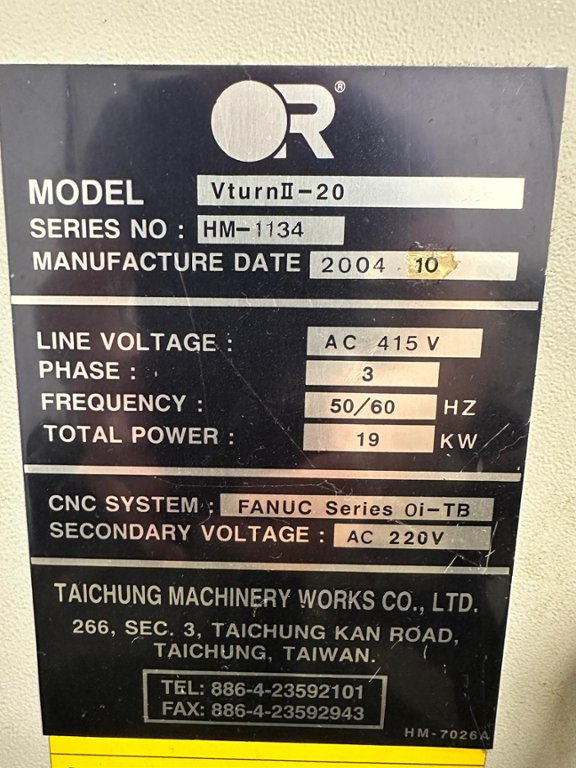 R®
MODEL VturnII-20
SERIES NO : HM-1134
MANUFACTURE DATE 2004 10
LINE VOLTAGE : AC 415 V
PHASE : 3
FREQUENCY : 50/60 HZ
TOTAL POWER : 19 KW
CNC SYSTEM : FANUC Series 0i-TB
SECONDARY VOLTAGE : AC 220V
TAICHUNG MACHINERY WORKS CO., LTD.
266, SEC. 3, TAICHUNG KAN ROAD,
TAICHUNG, TAIWAN.
TEL: 886-4-23592101
FAX: 886-4-23592943
HM-7026A